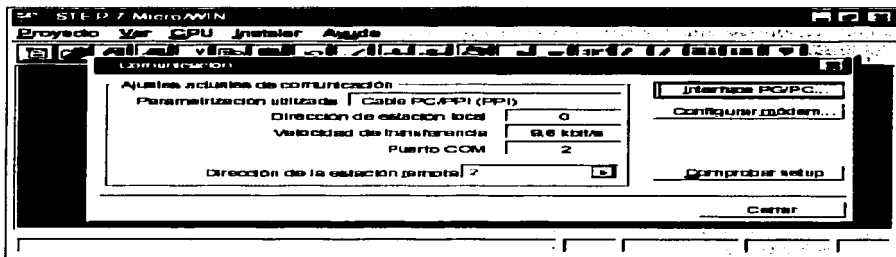 STEP 7 Micro/WIN
Proyecto Ver CPU Instalar Ayuda
Comunicación
Ajustes actuales de comunicación
Parametrización utilizada Cable PC/PPI (PPI)
Interface PG/PC...
Dirección de estación local 0
Configurar módem...
Velocidad de transferencia 9,6 kbit/s
Puerto COM 2
Dirección de la estación remota 2
Comprobar setup
Cerrar